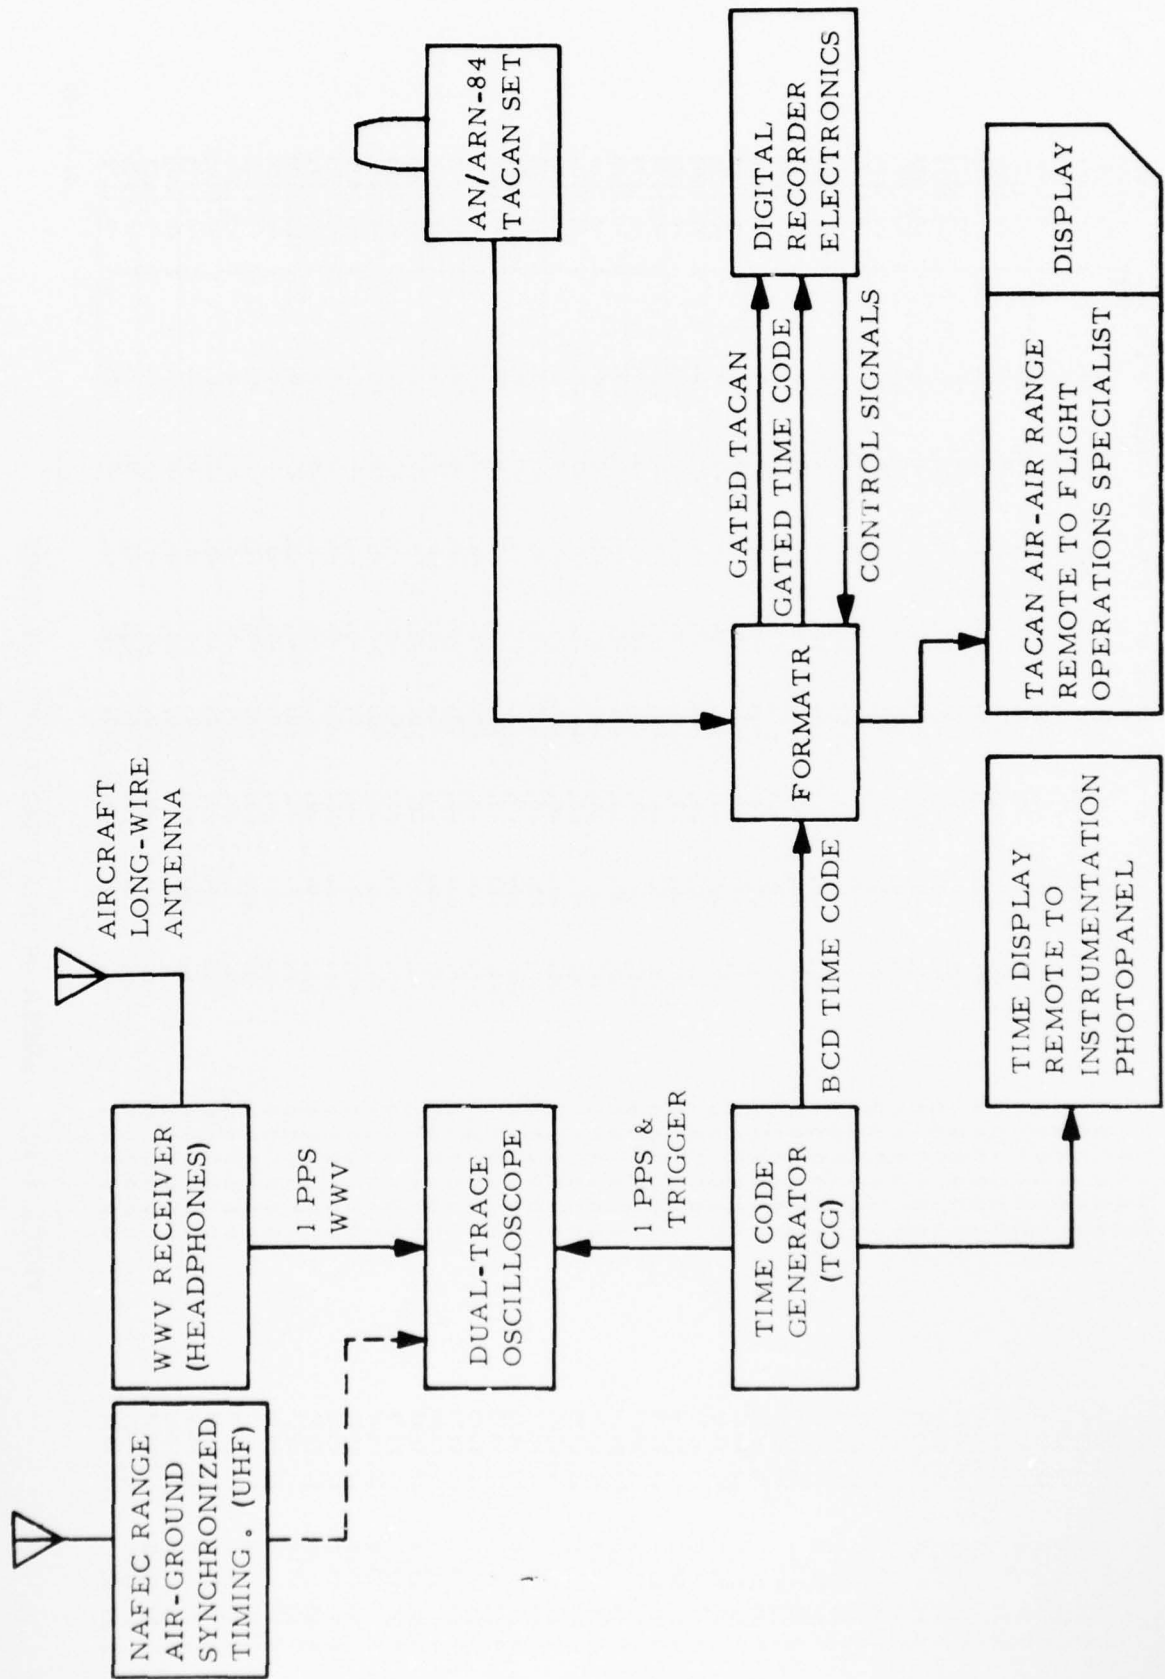 NAFEC RANGE
AIR-GROUND
SYNCHRONIZED
TIMING . (UHF)
WWV RECEIVER
(HEADPHONES)
AIRCRAFT
LONG-WIRE
ANTENNA
1 PPS
WWV
DUAL-TRACE
OSCILLOSCOPE
AN/ARN-84
TACAN SET
1 PPS &
TRIGGER
TIME CODE
GENERATOR
(TCG)
BCD TIME CODE
FORMATR
GATED TACAN
GATED TIME CODE
CONTROL SIGNALS
DIGITAL
RECORDER
ELECTRONICS
TIME DISPLAY
REMOTE TO
INSTRUMENTATION
PHOTOPANEL
TACAN AIR-AIR RANGE
REMOTE TO FLIGHT
OPERATIONS SPECIALIST
DISPLAY